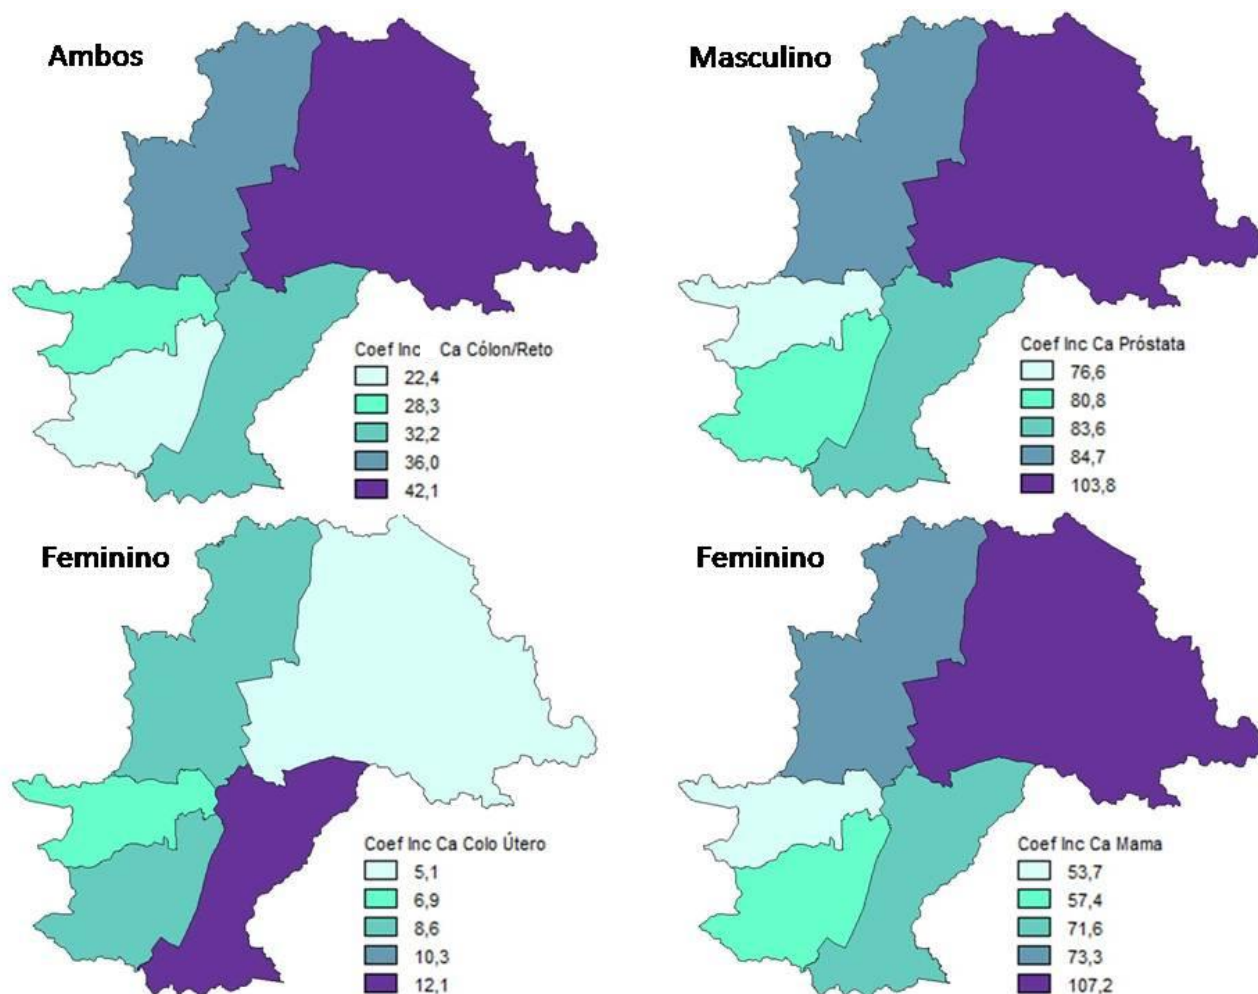 Ambos
Coef Inc Ca Cólon/Reto
22,4
28,3
32,2
36,0
42,1
Masculino
Coef Inc Ca Próstata
76,6
80,8
83,6
84,7
103,8
Feminino
Coef Inc Ca Colo Útero
5,1
6,9
8,6
10,3
12,1
Feminino
Coef Inc Ca Mama
53,7
57,4
71,6
73,3
107,2